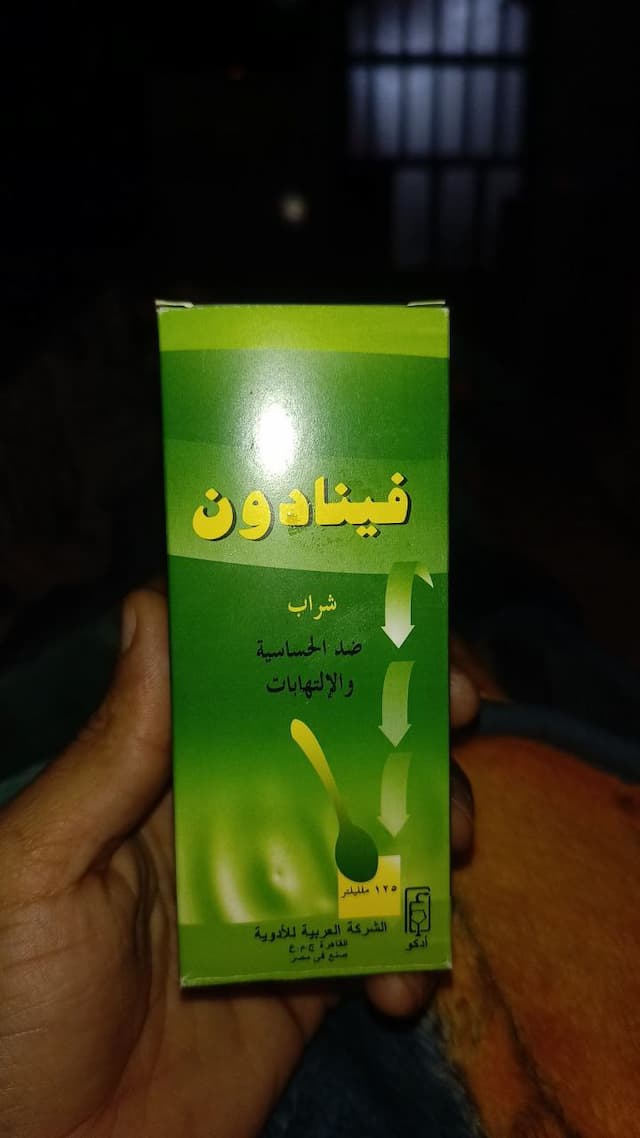 فينادون
شراب
ضد الحساسية
والإلتهابات
١٢٥ ملليلتر
الشركة العربية للأدوية
القاهرة ج.م.ع
صنع في مصر
أدكو